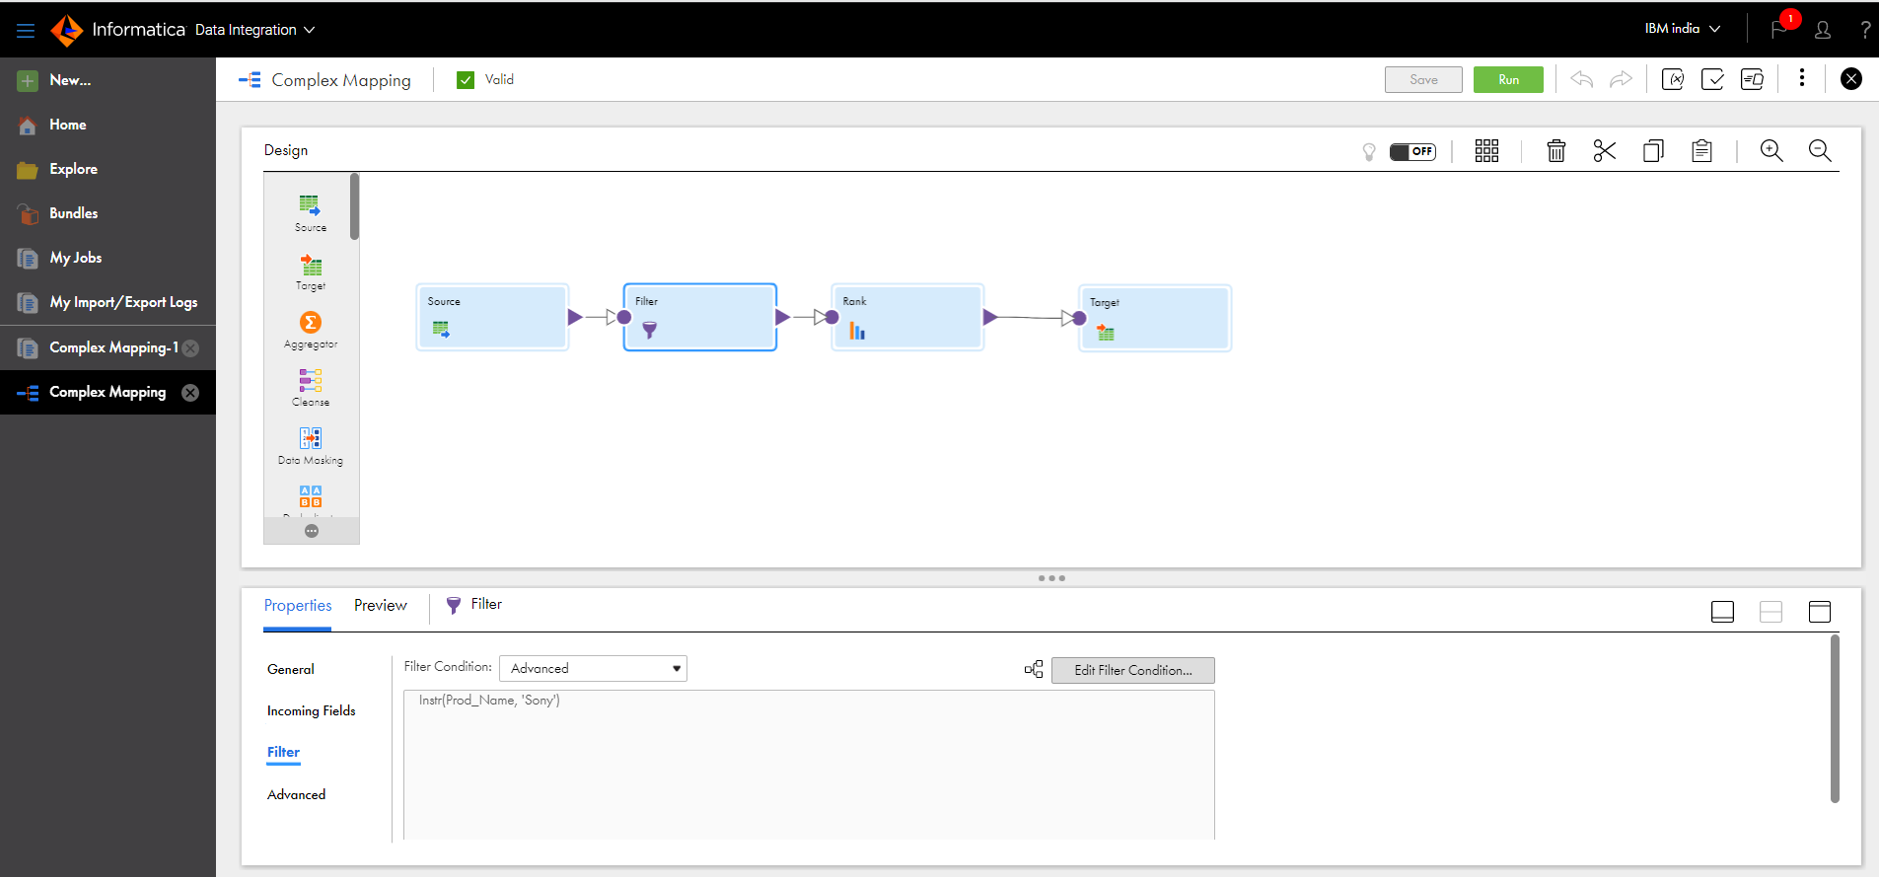 Informatica Data Integration
IBM india
1
?
New...
Home
Explore
Bundles
My Jobs
My Import/Export Logs
Complex Mapping-1
Complex Mapping
Complex Mapping
Valid
Save
Run
Design
OFF
Source
Target
Aggregator
Cleanse
Data Masking
Source
Filter
Rank
Target
Properties
Preview
Filter
General
Incoming Fields
Filter
Advanced
Filter Condition: Advanced
Edit Filter Condition...
Instr(Prod_Name, 'Sony')